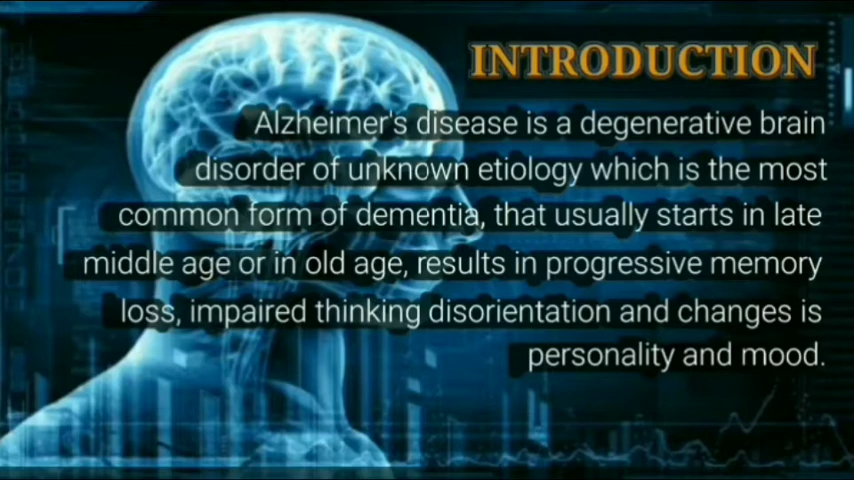 INTRODUCTION
Alzheimer's disease is a degenerative brain
disorder of unknown etiology which is the most
common form of dementia, that usually starts in late
middle age or in old age, results in progressive memory
loss, impaired thinking disorientation and changes is
personality and mood.